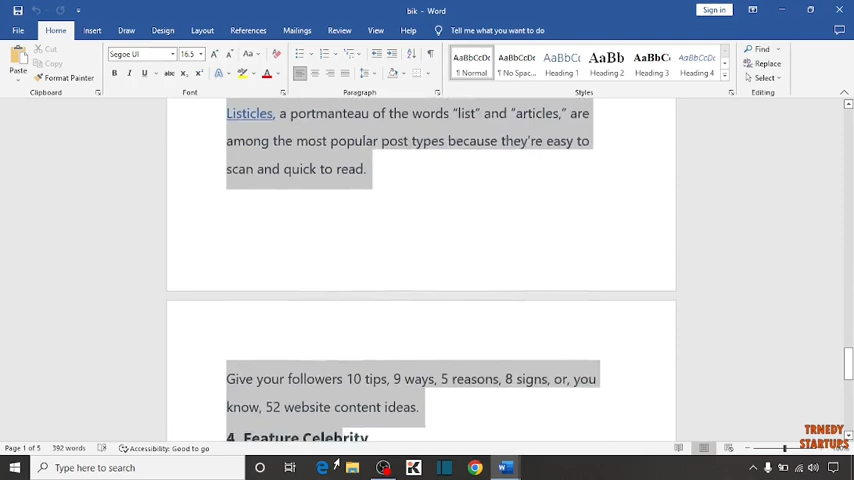 bik - Word
Sign in
File Home Insert Draw Design Layout References Mailings Review View Help Tell me what you want to do
Paste
Cut
Copy
Format Painter
Clipboard
Segoe UI 16.5
Font
Paragraph
AaBbCcDc ¶ Normal
AaBbCcDc ¶ No Spac...
AaBbCcI Heading 1
AaBb Heading 2
AaBbC Heading 3
AaBbCcDc Heading 4
Styles
Find
Replace
Select
Editing
Listicles, a portmanteau of the words “list” and “articles,” are
among the most popular post types because they’re easy to
scan and quick to read.
Give your followers 10 tips, 9 ways, 5 reasons, 8 signs, or, you
know, 52 website content ideas.
4. Feature Celebrity
TRNEDY
STARTUPS
Page 1 of 5 392 words Accessibility: Good to go
Type here to search